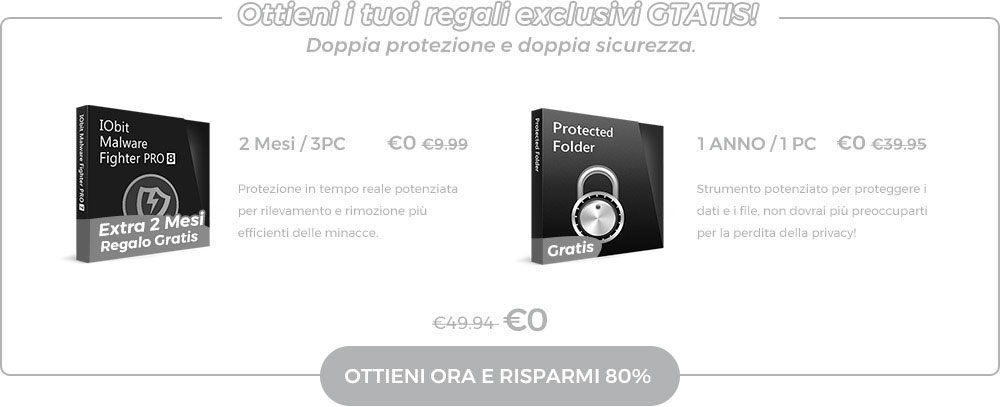 Ottieni i tuoi regali exclusivi GTATIS!
Doppia protezione e doppia sicurezza.
IObit Malware Fighter PRO 8
IObit
Malware
Fighter PRO 8
Extra 2 Mesi
Regalo Gratis
2 Mesi / 3PC €0 €9.99
Protezione in tempo reale potenziata
per rilevamento e rimozione più
efficienti delle minacce.
Protected Folder
Protected
Folder
Gratis
1 ANNO / 1 PC €0 €39.95
Strumento potenziato per proteggere i
dati e i file, non dovrai più preoccuparti
per la perdita della privacy!
€49.94 €0
OTTIENI ORA E RISPARMI 80%